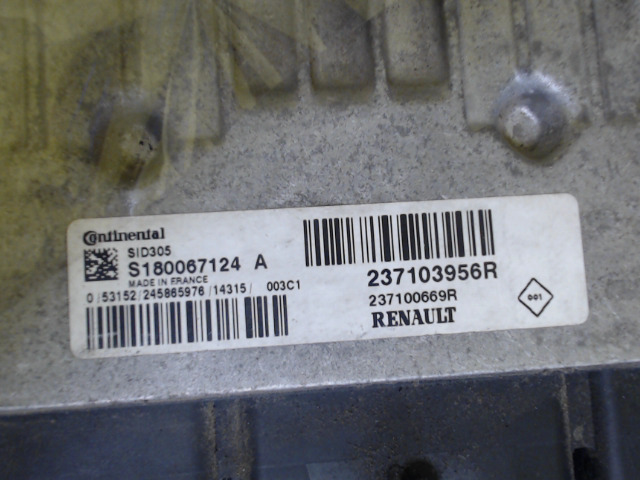 Continental
SID305
S180067124 A
MADE IN FRANCE
0/53152/245865976/14315/ 003C1
237103956R
237100669R
RENAULT
001